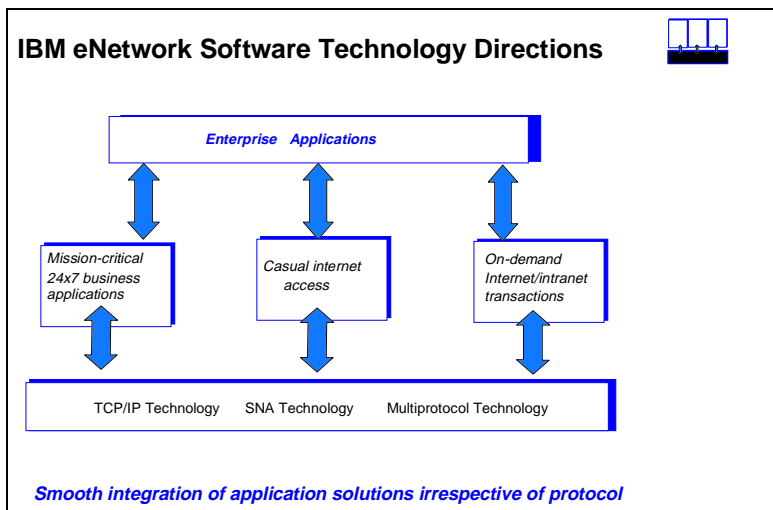 IBM eNetwork Software Technology Directions
Enterprise Applications
Mission-critical
24x7 business
applications
Casual internet
access
On-demand
Internet/intranet
transactions
TCP/IP Technology SNA Technology Multiprotocol Technology
Smooth integration of application solutions irrespective of protocol